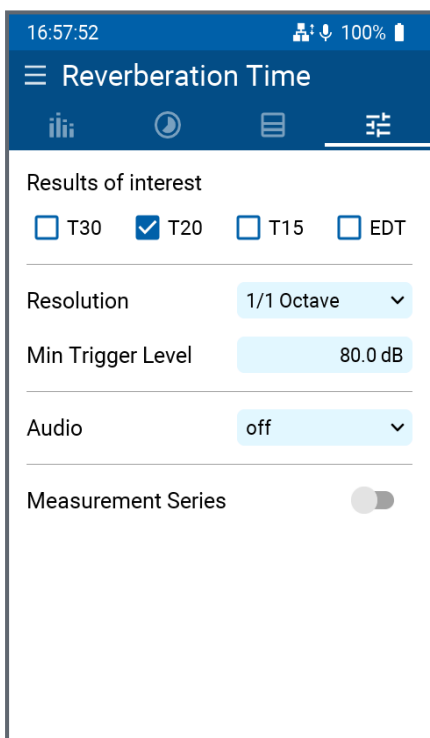 16:57:52 100%
Reverberation Time
Results of interest
T30 T20 T15 EDT
Resolution 1/1 Octave
Min Trigger Level 80.0 dB
Audio off
Measurement Series